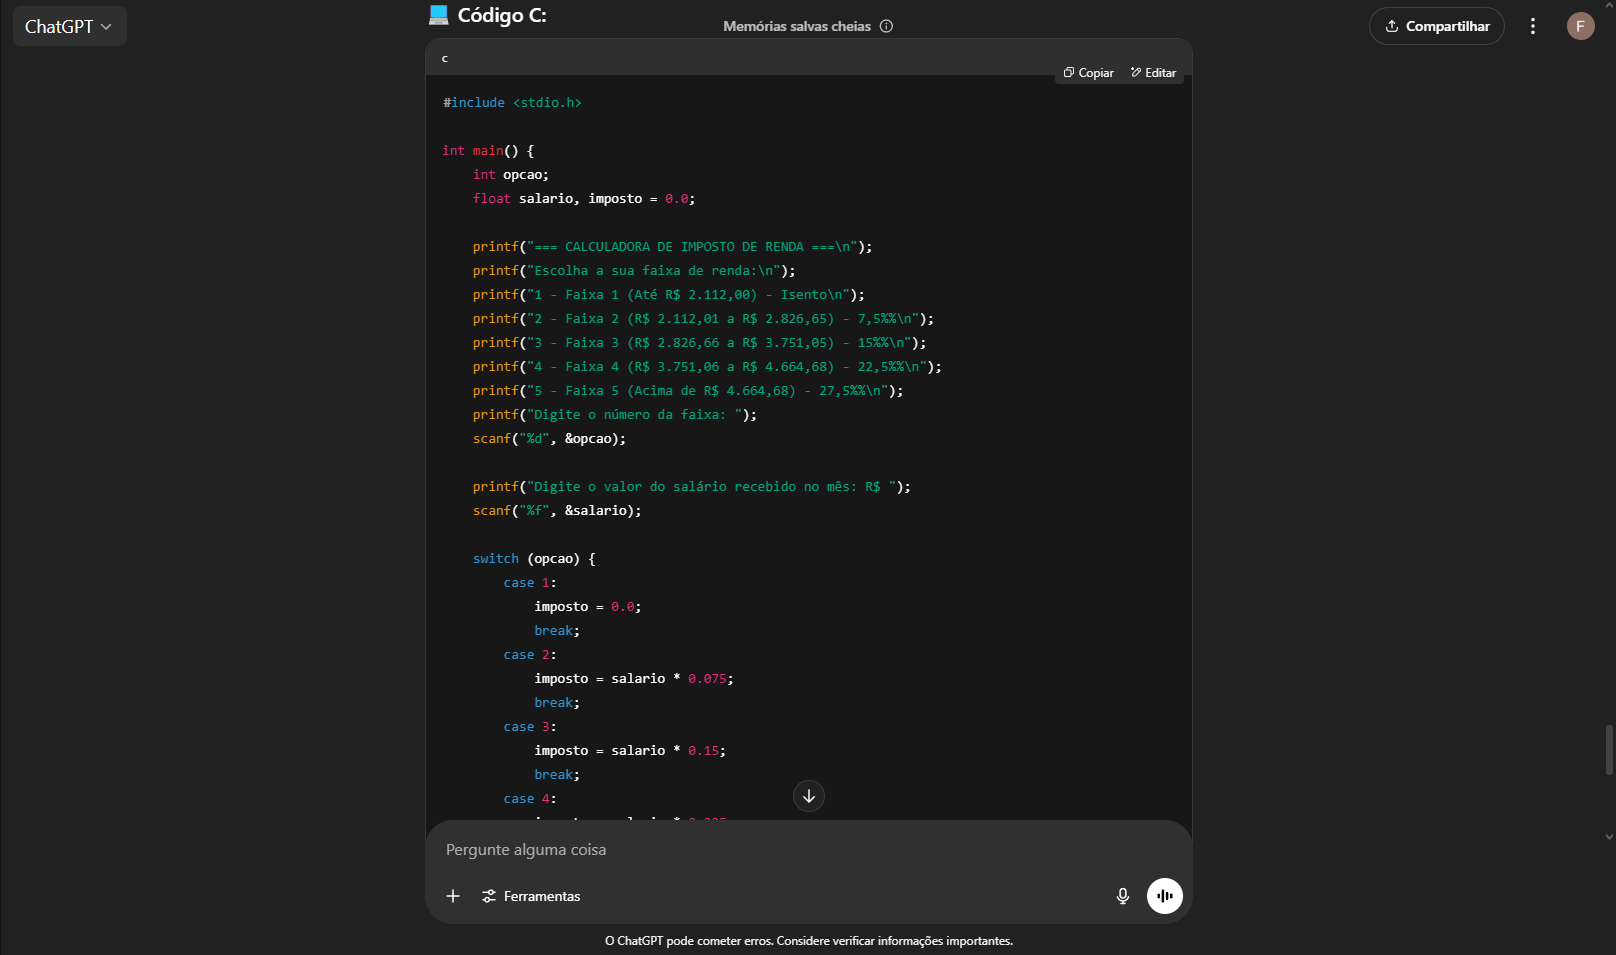 ChatGPT
💻 Código C:
Memórias salvas cheias
Compartilhar
F
c
Copiar
Editar
#include <stdio.h>
int main() {
    int opcao;
    float salario, imposto = 0.0;
    printf("=== CALCULADORA DE IMPOSTO DE RENDA ===\n");
    printf("Escolha a sua faixa de renda:\n");
    printf("1 - Faixa 1 (Até R$ 2.112,00) - Isento\n");
    printf("2 - Faixa 2 (R$ 2.112,01 a R$ 2.826,65) - 7,5%%\n");
    printf("3 - Faixa 3 (R$ 2.826,66 a R$ 3.751,05) - 15%%\n");
    printf("4 - Faixa 4 (R$ 3.751,06 a R$ 4.664,68) - 22,5%%\n");
    printf("5 - Faixa 5 (Acima de R$ 4.664,68) - 27,5%%\n");
    printf("Digite o número da faixa: ");
    scanf("%d", &opcao);
    printf("Digite o valor do salário recebido no mês: R$ ");
    scanf("%f", &salario);
    switch (opcao) {
        case 1:
            imposto = 0.0;
            break;
        case 2:
            imposto = salario * 0.075;
            break;
        case 3:
            imposto = salario * 0.15;
            break;
        case 4:
Pergunte alguma coisa
Ferramentas
O ChatGPT pode cometer erros. Considere verificar informações importantes.